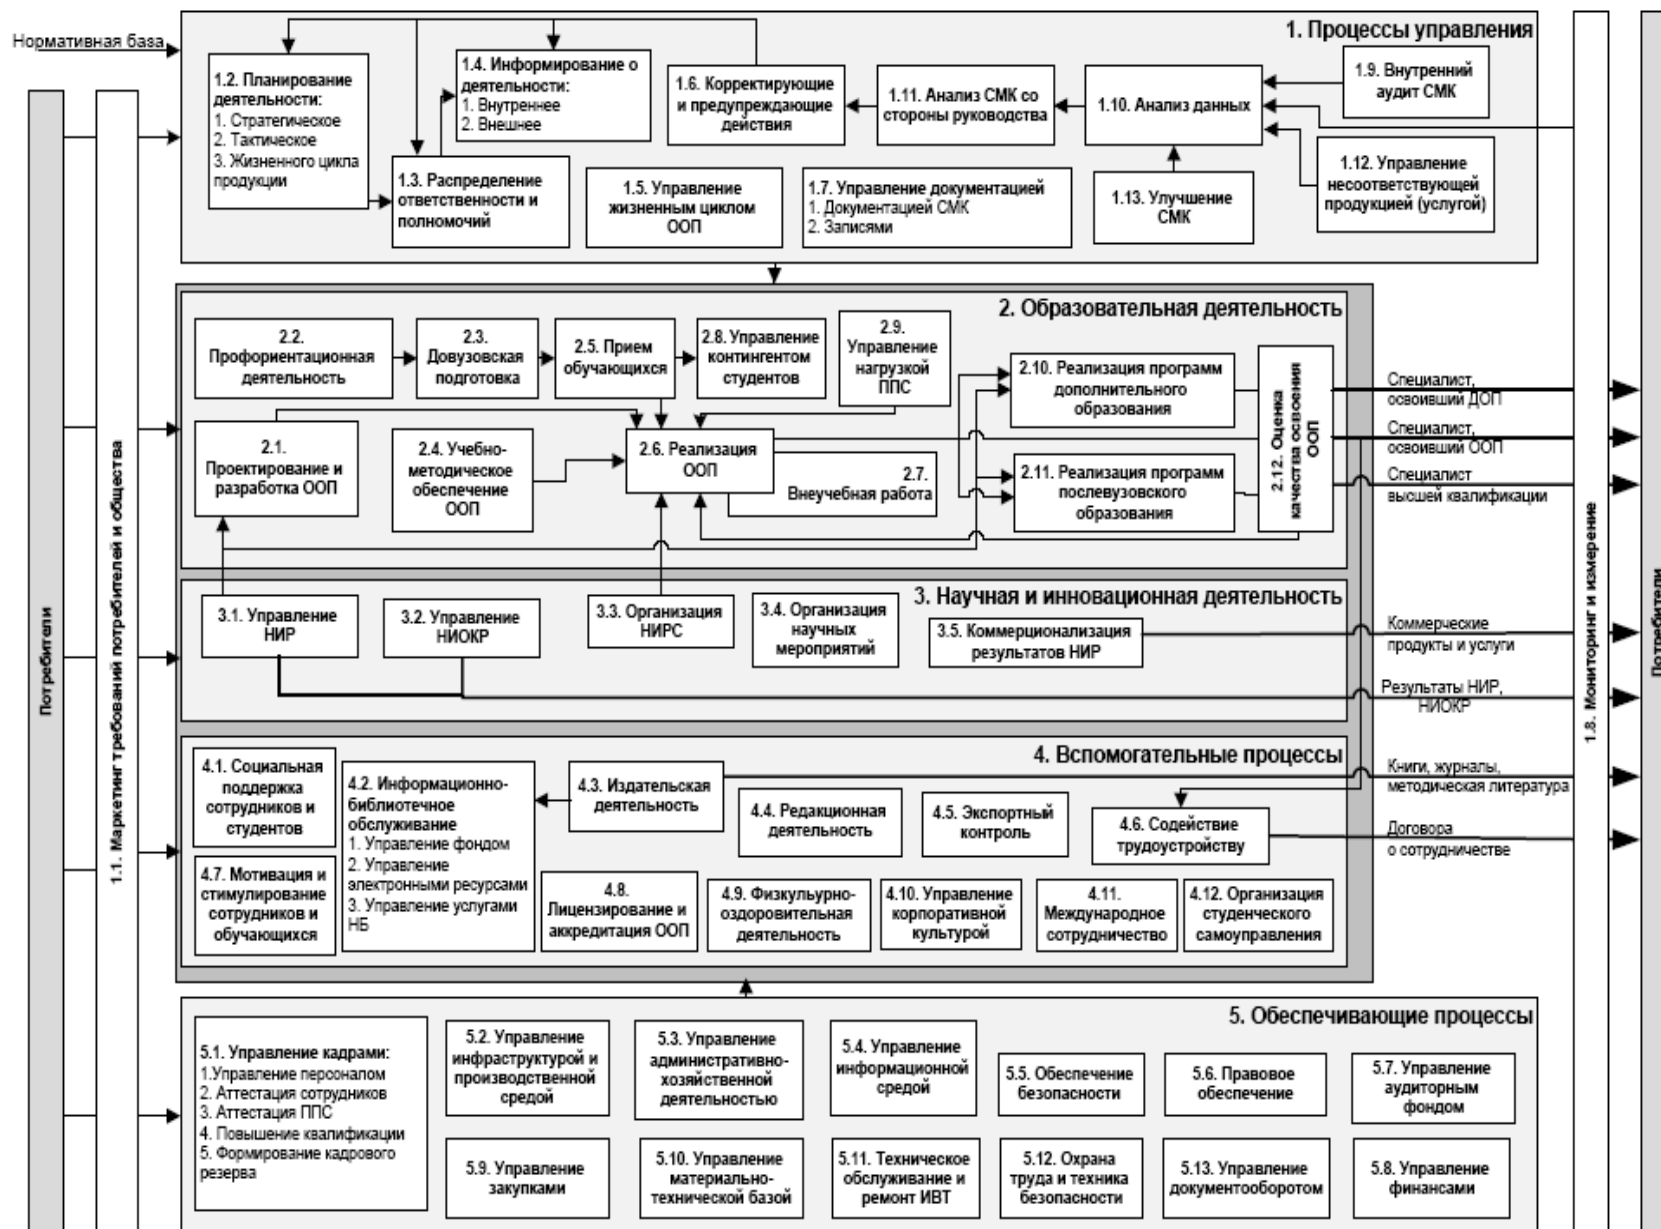 Нормативная база
Потребители
1.1. Маркетинг требований потребителей и общества
1. Процессы управления
1.2. Планирование
деятельности:
1. Стратегическое
2. Тактическое
3. Жизненного цикла
продукции
1.4. Информирование о
деятельности:
1. Внутреннее
2. Внешнее
1.6. Корректирующие
и предупреждающие
действия
1.11. Анализ СМК со
стороны руководства
1.10. Анализ данных
1.9. Внутренний
аудит СМК
1.3. Распределение
ответственности и
полномочий
1.5. Управление
жизненным циклом
ООП
1.7. Управление документацией
1. Документацией СМК
2. Записями
1.13. Улучшение
СМК
1.12. Управление
несоответствующей
продукцией (услугой)
2. Образовательная деятельность
2.2.
Профориентационная
деятельность
2.3.
Довузовская
подготовка
2.5. Прием
обучающихся
2.8. Управление
контингентом
студентов
2.9.
Управление
нагрузкой
ППС
2.10. Реализация программ
дополнительного
образования
2.12. Оценка
качества освоения
ООП
2.1.
Проектирование и
разработка ООП
2.4. Учебно-
методическое
обеспечение
ООП
2.6. Реализация
ООП
2.7.
Внеучебная работа
2.11. Реализация программ
послевузовского
образования
Специалист,
освоивший ДОП
Специалист,
освоивший ООП
Специалист
высшей квалификации
3. Научная и инновационная деятельность
3.1. Управление
НИР
3.2. Управление
НИОКР
3.3. Организация
НИРС
3.4. Организация
научных
мероприятий
3.5. Коммерционализация
результатов НИР
Коммерческие
продукты и услуги
Результаты НИР,
НИОКР
4. Вспомогательные процессы
4.1. Социальная
поддержка
сотрудников и
студентов
4.2. Информационно-
библиотечное
обслуживание
1. Управление фондом
2. Управление
электронными ресурсами
3. Управление услугами
НБ
4.3. Издательская
деятельность
4.4. Редакционная
деятельность
4.5. Экспортный
контроль
4.6. Содействие
трудоустройству
4.7. Мотивация и
стимулирование
сотрудников и
обучающихся
4.8.
Лицензирование и
аккредитация ООП
4.9. Физкульурно-
оздоровительная
деятельность
4.10. Управление
корпоративной
культурой
4.11.
Международное
сотрудничество
4.12. Организация
студенческого
самоуправления
Книги, журналы,
методическая литература
Договора
о сотрудничестве
5. Обеспечивающие процессы
5.1. Управление кадрами:
1.Управление персоналом
2. Аттестация сотрудников
3. Аттестация ППС
4. Повышение квалификации
5. Формирование кадрового
резерва
5.2. Управление
инфраструктурой и
производственной
средой
5.3. Управление
административно-
хозяйственной
деятельностью
5.4. Управление
информационной
средой
5.5. Обеспечение
безопасности
5.6. Правовое
обеспечение
5.7. Управление
аудиторным
фондом
5.9. Управление
закупками
5.10. Управление
материально-
технической базой
5.11. Техническое
обслуживание и
ремонт ИВТ
5.12. Охрана
труда и техника
безопасности
5.13. Управление
документооборотом
5.8. Управление
финансами
1.8. Мониторинг и измерение
Потребители